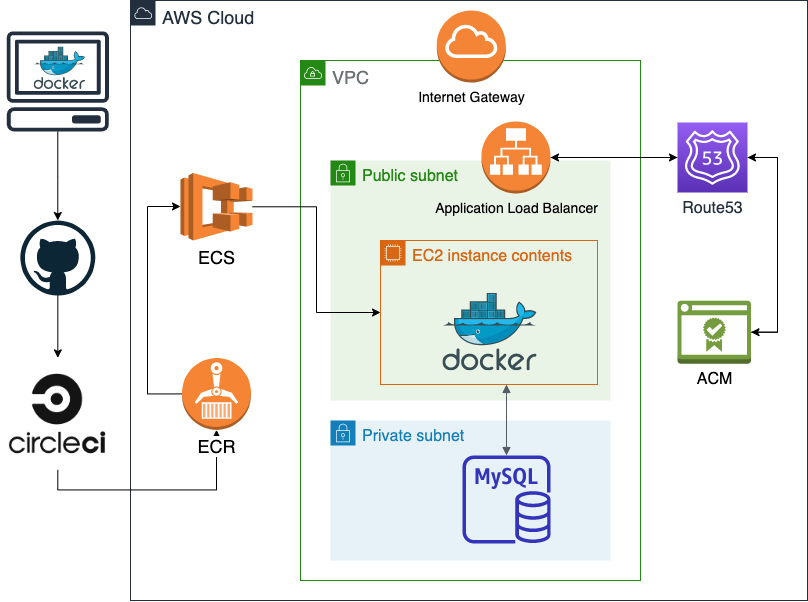 AWS Cloud
docker
VPC
Internet Gateway
Public subnet
53
Application Load Balancer
Route53
ECS
EC2 instance contents
docker
ACM
circleci
ECR
Private subnet
MySQL